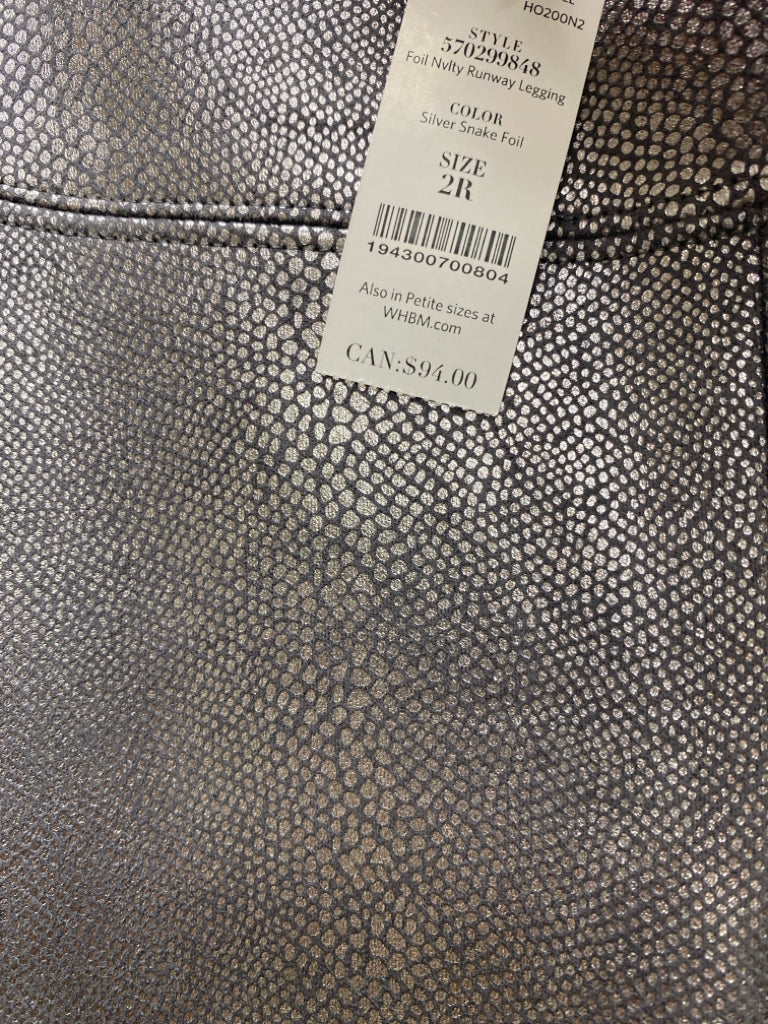 HO200N2
STYLE
570299848
Foil Nvlty Runway Legging
COLOR
Silver Snake Foil
SIZE
2R
194300700804
Also in Petite sizes at
WHBM.com
CAN:$94.00